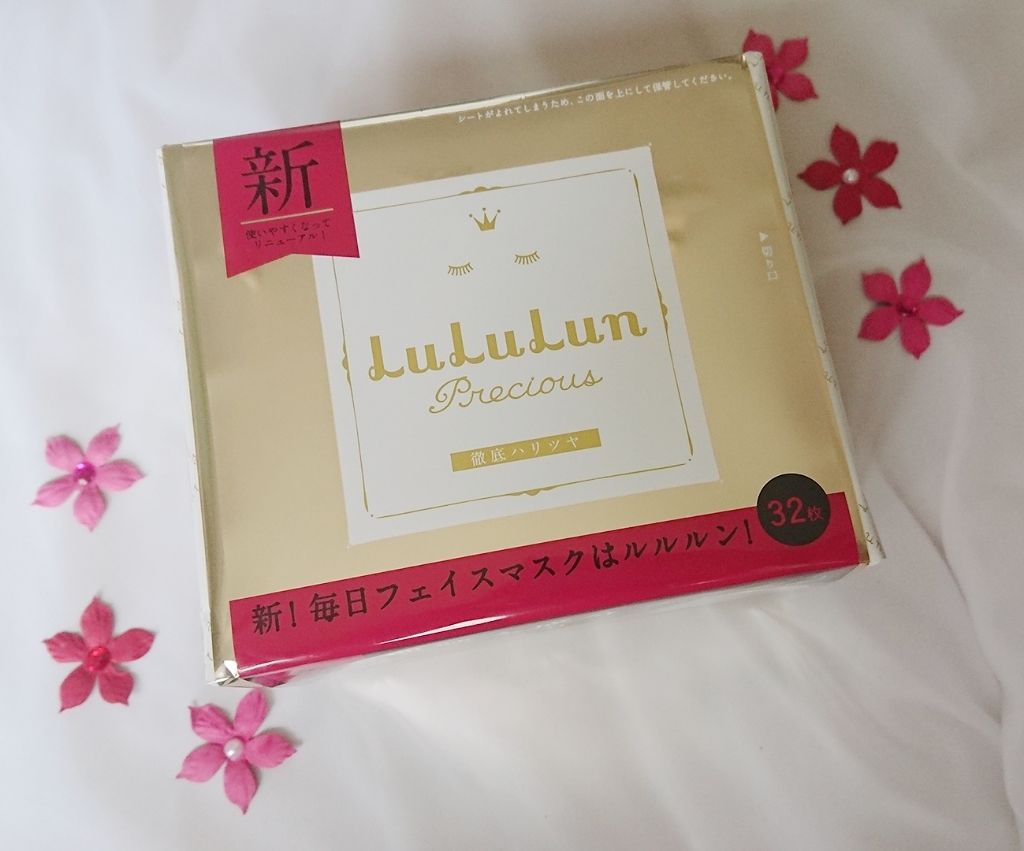 シートがよれてしまうため、この面を上にして保管してください。
新
使いやすくなって
リニューアル!
LuLuLun
Precious
徹底ハリツヤ
32枚
新!毎日フェイスマスクはルルルン!